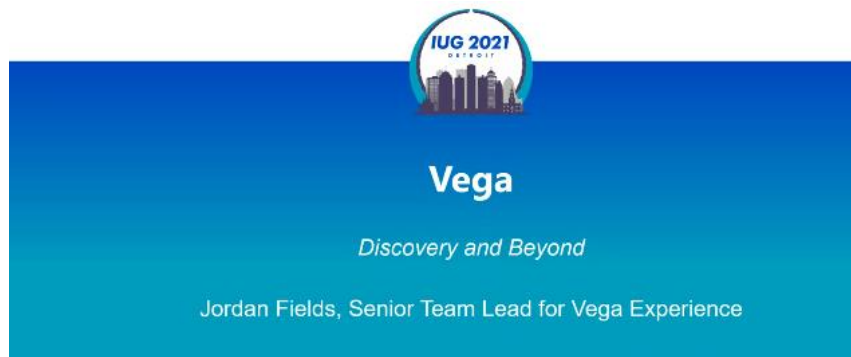 IUG 2021
DETROIT
Vega
Discovery and Beyond
Jordan Fields, Senior Team Lead for Vega Experience